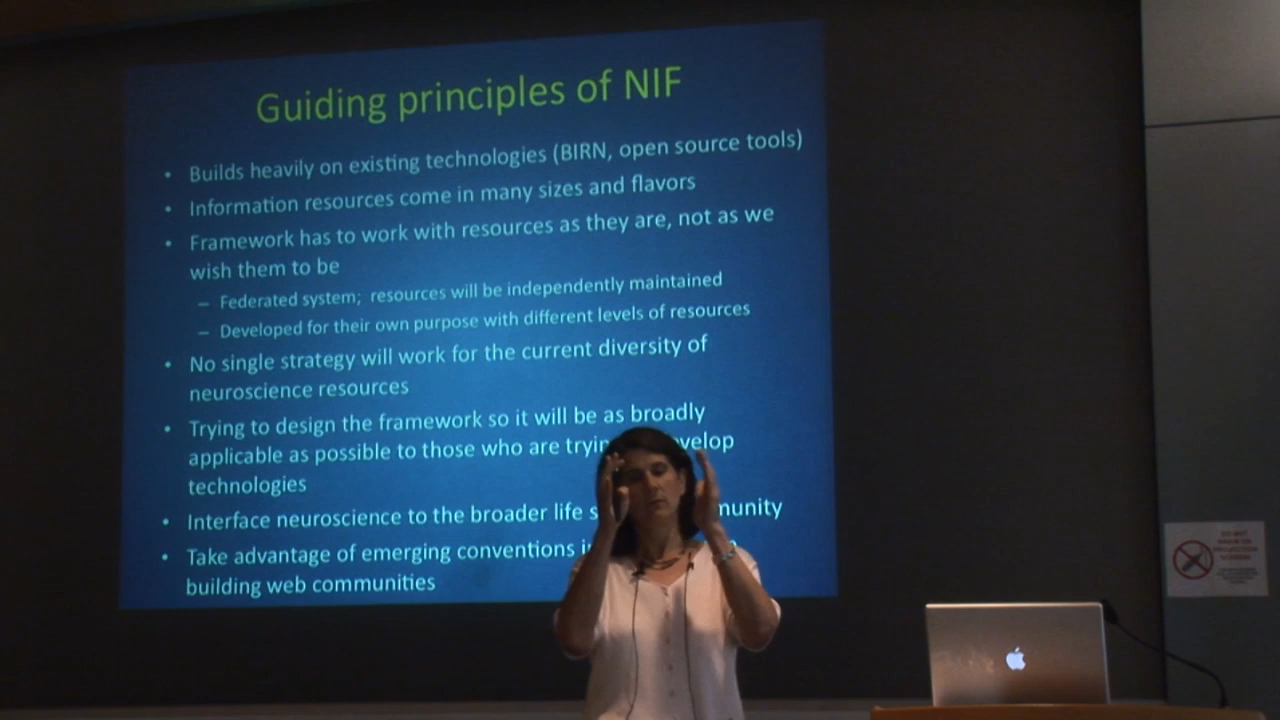 Guiding principles of NIF
• Builds heavily on existing technologies (BIRN, open source tools)
• Information resources come in many sizes and flavors
• Framework has to work with resources as they are, not as we
wish them to be
– Federated system; resources will be independently maintained
– Developed for their own purpose with different levels of resources
• No single strategy will work for the current diversity of
neuroscience resources
• Trying to design the framework so it will be as broadly
applicable as possible to those who are
technologies
• Interface neuroscience to the broader life
• Take advantage of emerging conventions
building web communities